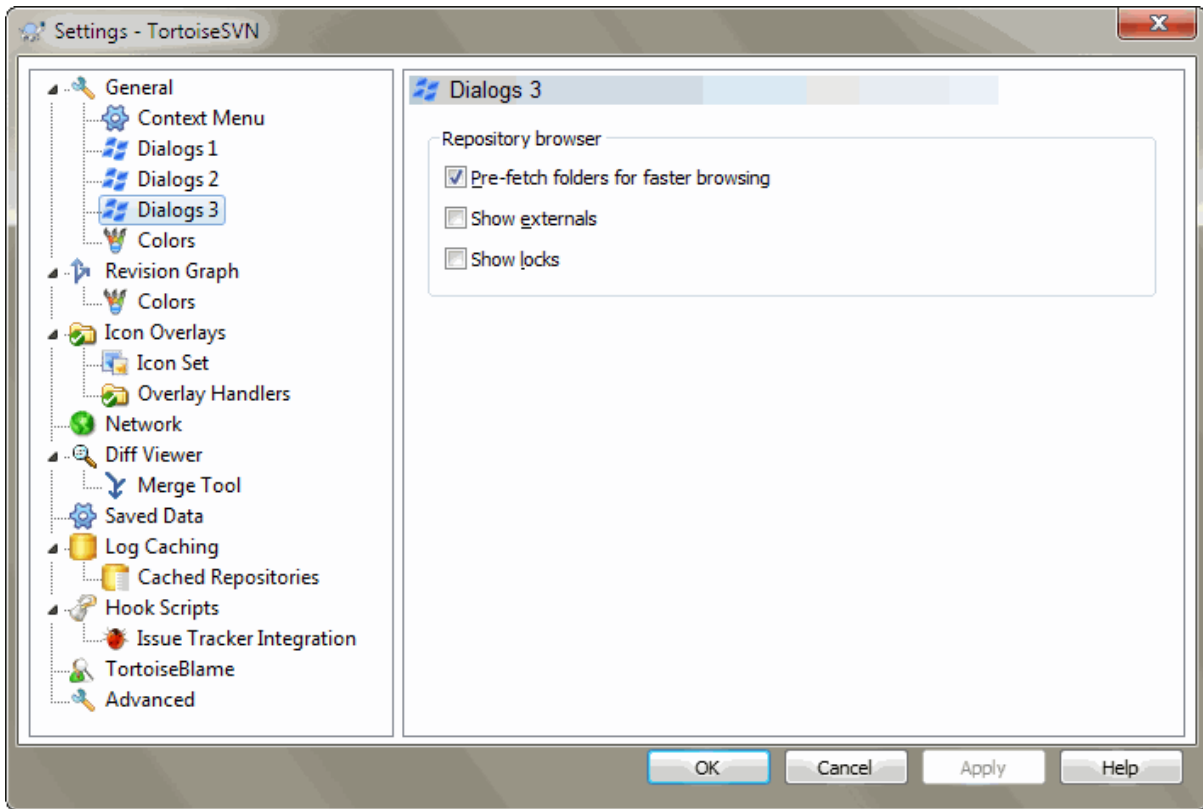 Settings - TortoiseSVN
General
Context Menu
Dialogs 1
Dialogs 2
Dialogs 3
Colors
Revision Graph
Colors
Icon Overlays
Icon Set
Overlay Handlers
Network
Diff Viewer
Merge Tool
Saved Data
Log Caching
Cached Repositories
Hook Scripts
Issue Tracker Integration
TortoiseBlame
Advanced
Dialogs 3
Repository browser
Pre-fetch folders for faster browsing
Show externals
Show locks
OK
Cancel
Apply
Help